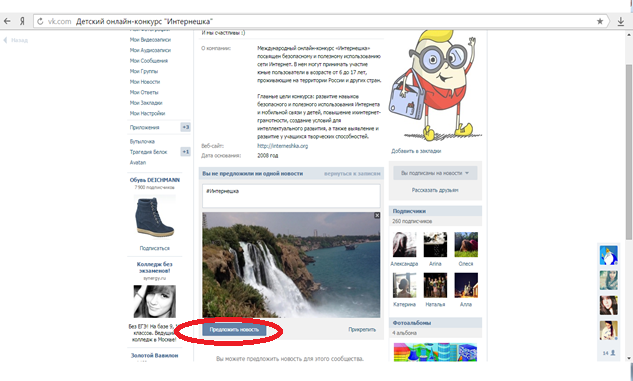 vk.com Детский онлайн-конкурс "Интернешка"
Назад
Мои Видеозаписи
Мои Аудиозаписи
Мои Сообщения
Мои Группы
Мои Новости
Мои Ответы
Мои Закладки
Мои Настройки
Приложения +3
Бутылочка
Трагедия Белок +1
Avatan
Обувь DEICHMANN
7 900 подписчиков
Подписаться
Колледж без
экзаменов!
synergy.ru
Без ЕГЭ! На базе 9,
классов. Ведущи
колледж в Москве!
Золотой Вавилон
И мы счастливы :)
О компании:
Международный онлайн-конкурс «Интернешка»
посвящен безопасному и полезному использованию
сети Интернет. В нем могут принимать участие
юные пользователи в возрасте от 6 до 17 лет,
проживающие на территории России и других стран.
Главные цели конкурса: развитие навыков
безопасного и полезного использования Интернета
и мобильной связи у детей, повышение интернет-
грамотности, создание условий для
интеллектуального развития, а также выявление и
развитие у учащихся творческих способностей.
Веб-сайт: http://interneshka.org
Дата основания: 2008 год
Вы не предложили ни одной новости вернуться к записям
#Интернешка
Предложить новость
Прикрепить
Вы можете предложить новость для этого сообщества.
Добавить в закладки
Вы подписаны на новости
Рассказать друзьям
Подписчики
260 подписчиков
Александра Алла Олеся
Катерина Наталья Алла
Фотоальбомы
4 альбома
14